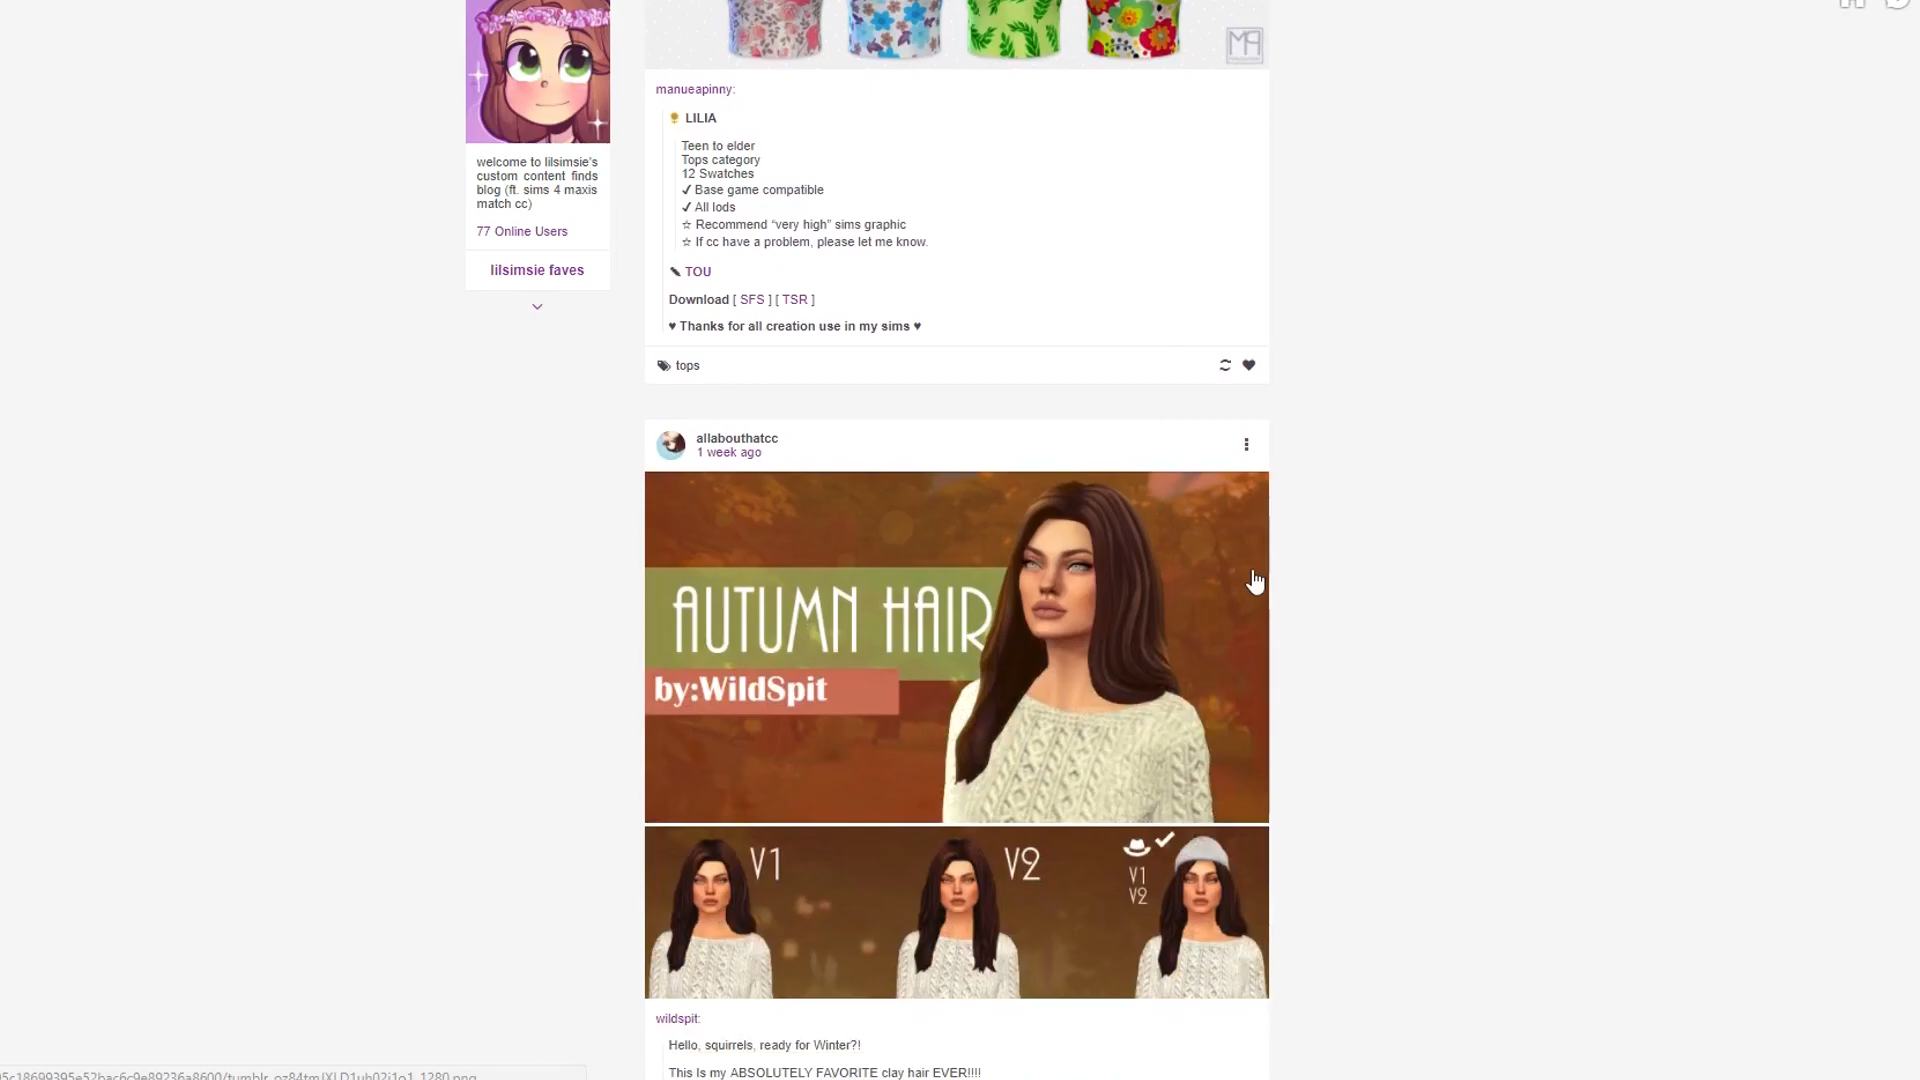 MP
manueapinny:
LILIA
Teen to elder
Tops category
12 Swatches
✓ Base game compatible
✓ All lods
☆ Recommend “very high” sims graphic
☆ If cc have a problem, please let me know.
✎ TOU
Download [ SFS ] [ TSR ]
♥ Thanks for all creation use in my sims ♥
tops
welcome to lilsimsie’s
custom content finds
blog (ft. sims 4 maxis
match cc)
77 Online Users
lilsimsie faves
allabouthatcc
1 week ago
AUTUMN HAIR
by:WildSpit
V1
V2
V1
V2
wildspit:
Hello, squirrels, ready for Winter?!
This Is my ABSOLUTELY FAVORITE clay hair EVER!!!!